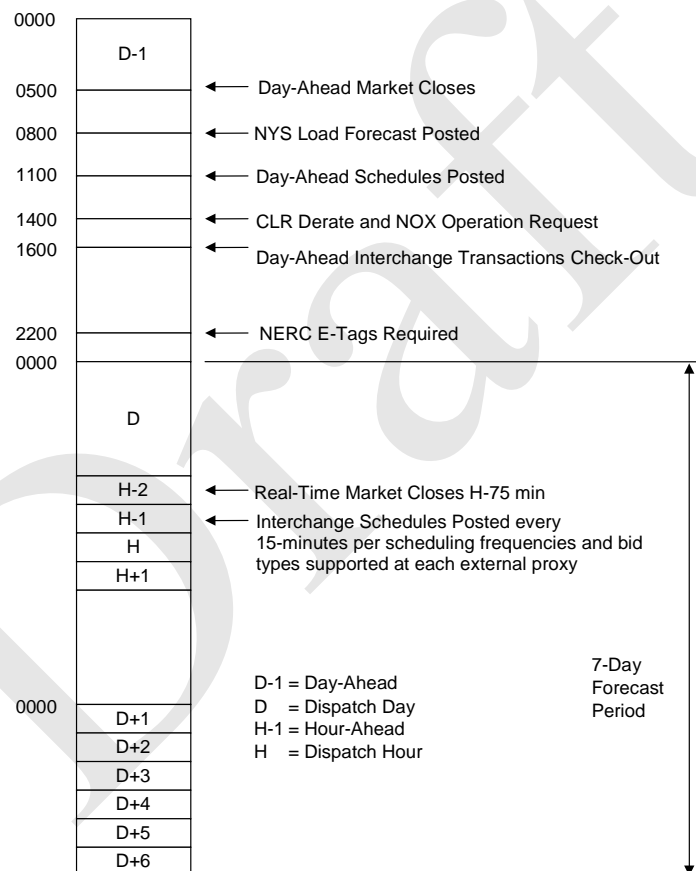 0000
D-1
0500
Day-Ahead Market Closes
0800
NYS Load Forecast Posted
1100
Day-Ahead Schedules Posted
1400
CLR Derate and NOX Operation Request
1600
Day-Ahead Interchange Transactions Check-Out
2200
NERC E-Tags Required
0000
D
H-2
Real-Time Market Closes H-75 min
H-1
Interchange Schedules Posted every
15-minutes per scheduling frequencies and bid
types supported at each external proxy
H
H+1
7-Day
Forecast
Period
D-1 = Day-Ahead
D = Dispatch Day
H-1 = Hour-Ahead
H = Dispatch Hour
0000
D+1
D+2
D+3
D+4
D+5
D+6
Draft